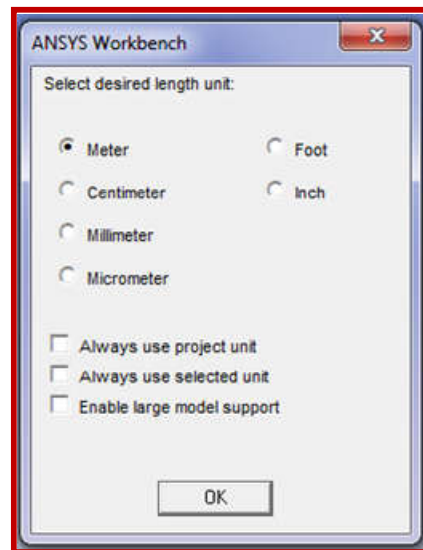 ANSYS Workbench
Select desired length unit:
Meter
Foot
Centimeter
Inch
Millimeter
Micrometer
Always use project unit
Always use selected unit
Enable large model support
OK